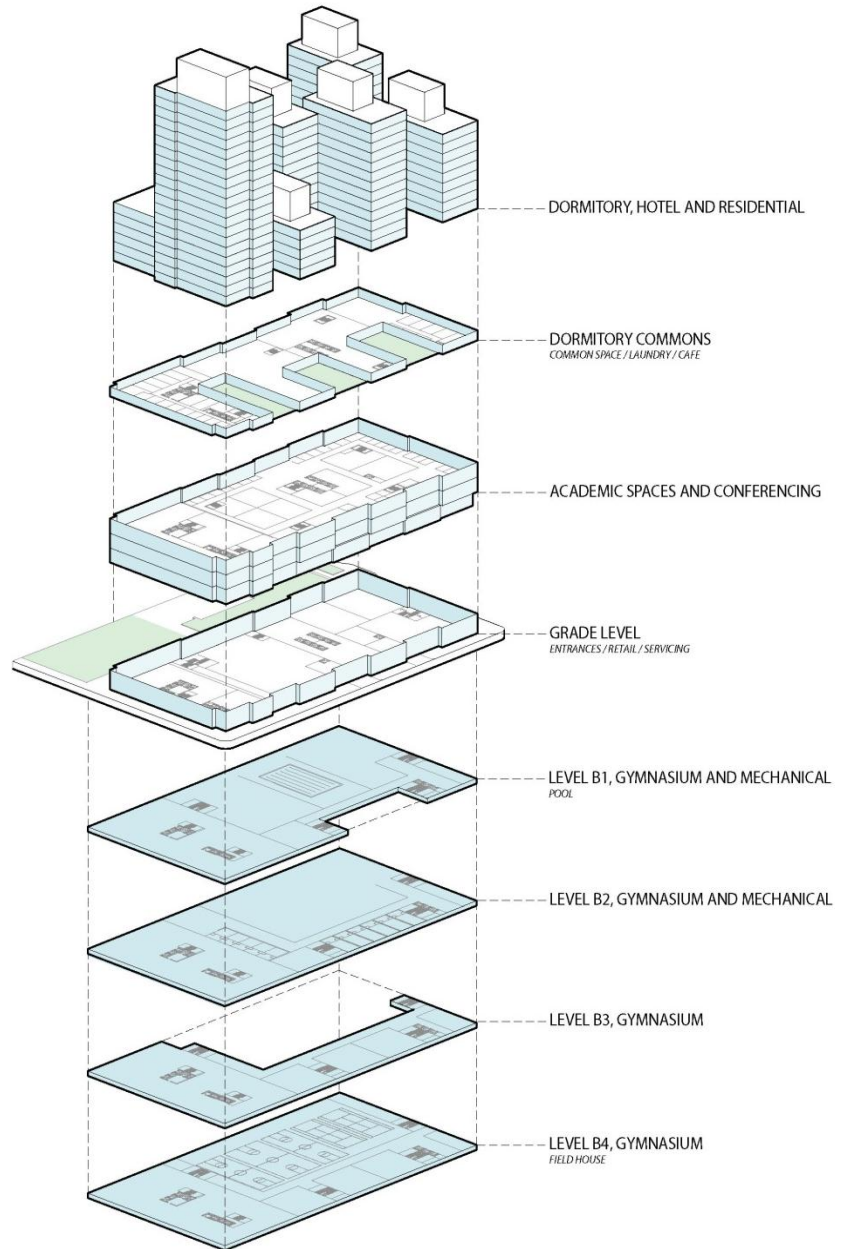 DORMITORY, HOTEL AND RESIDENTIAL
DORMITORY COMMONS
COMMON SPACE / LAUNDRY / CAFE
ACADEMIC SPACES AND CONFERENCING
GRADE LEVEL
ENTRANCES / RETAIL / SERVICING
LEVEL B1, GYMNASIUM AND MECHANICAL
POOL
LEVEL B2, GYMNASIUM AND MECHANICAL
LEVEL B3, GYMNASIUM
LEVEL B4, GYMNASIUM
FIELD HOUSE